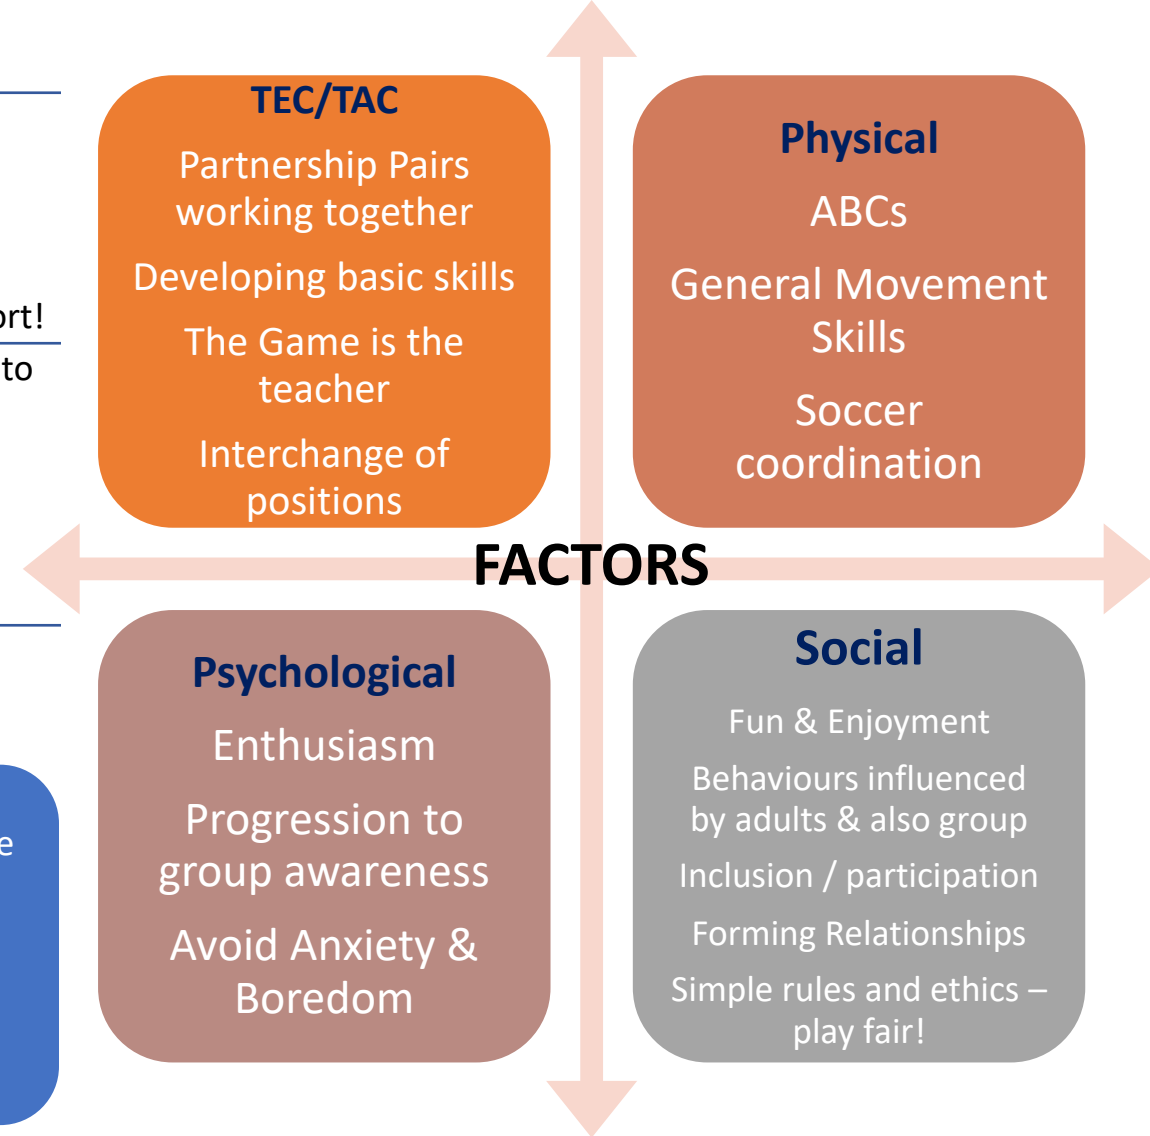 ort!
to
e
TEC/TAC
Partnership Pairs
working together
Developing basic skills
The Game is the
teacher
Interchange of
positions
Physical
ABCs
General Movement
Skills
Soccer
coordination
FACTORS
Psychological
Enthusiasm
Progression to
group awareness
Avoid Anxiety &
Boredom
Social
Fun & Enjoyment
Behaviours influenced
by adults & also group
Inclusion / participation
Forming Relationships
Simple rules and ethics –
play fair!